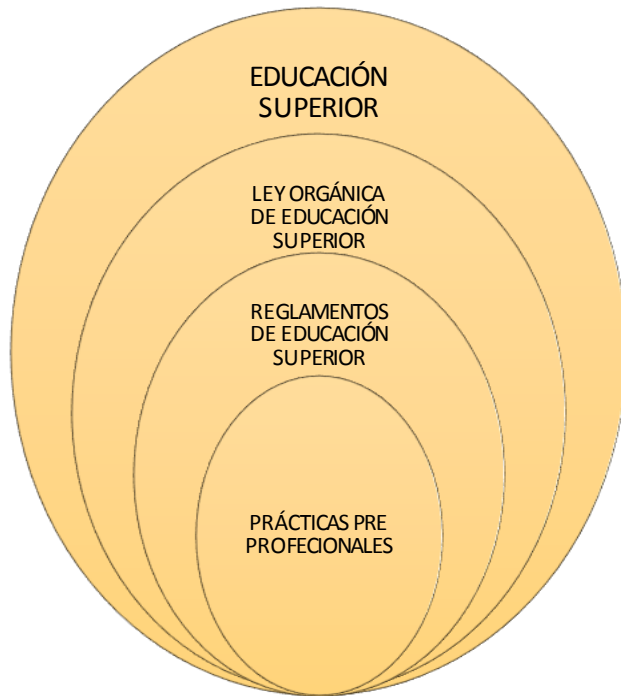 EDUCACIÓN
SUPERIOR
LEY ORGÁNICA
DE EDUCACIÓN
SUPERIOR
REGLAMENTOS
DE EDUCACIÓN
SUPERIOR
PRÁCTICAS PRE
PROFECIONALES